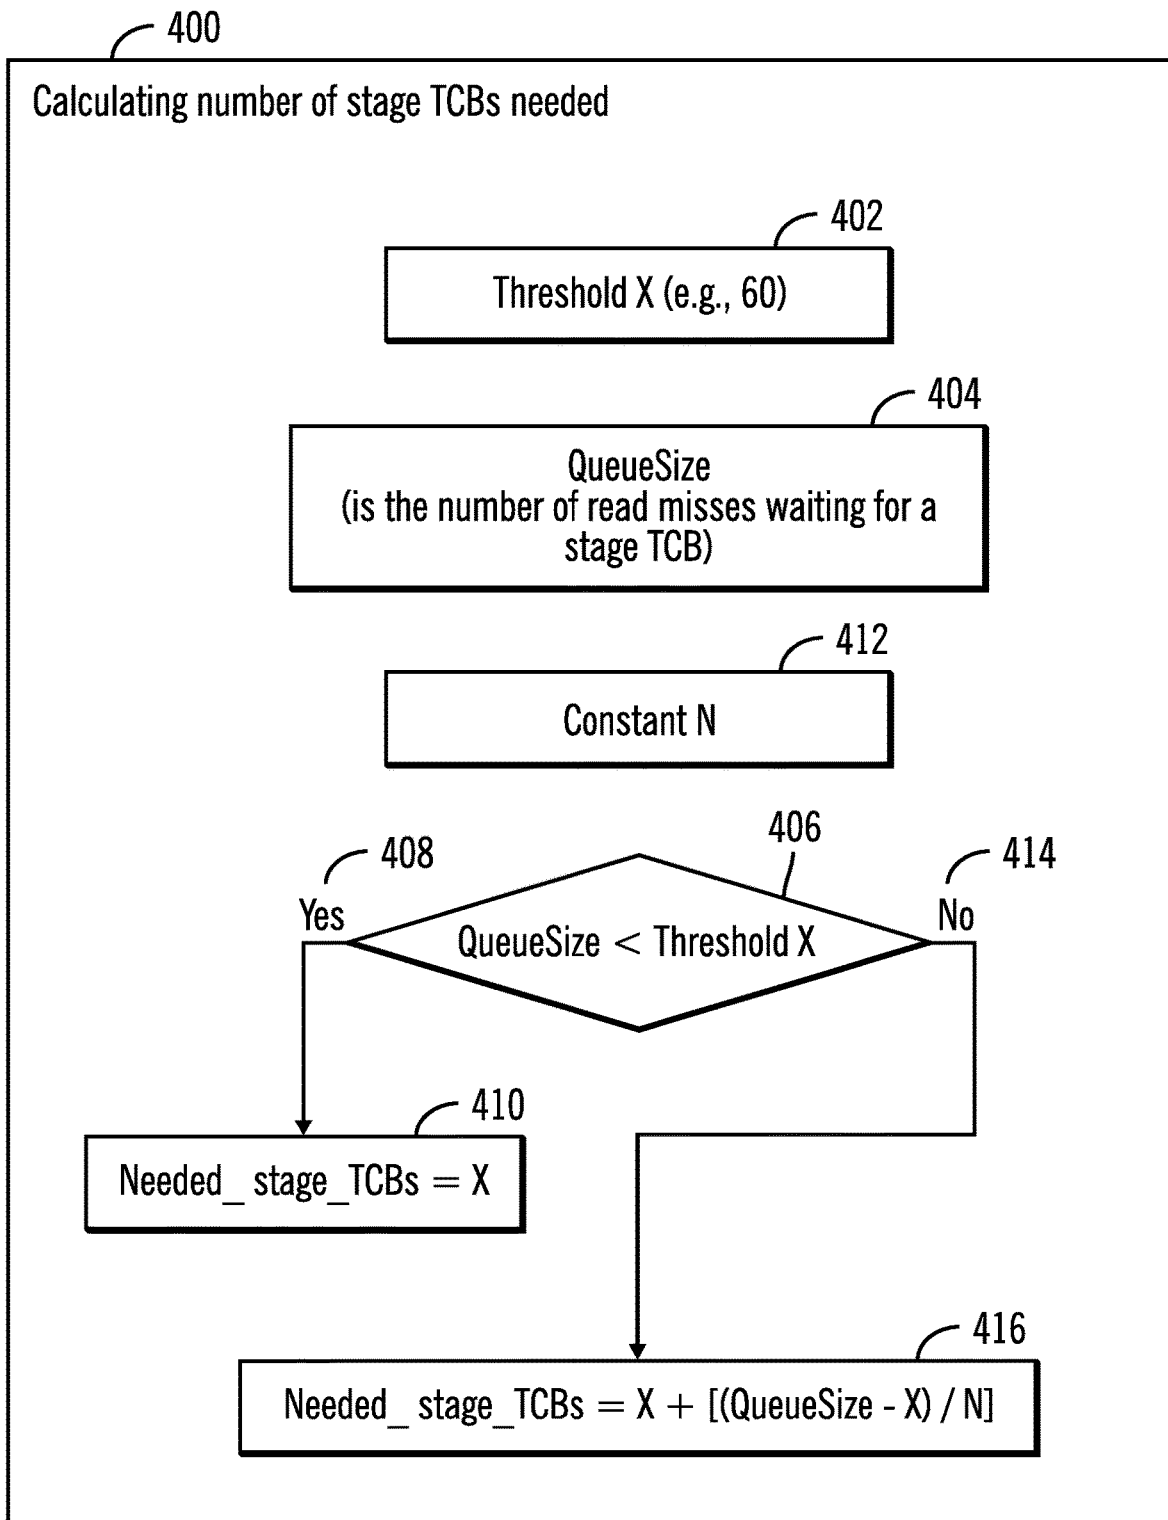 400
Calculating number of stage TCBs needed
402
Threshold X (e.g., 60)
404
QueueSize
(is the number of read misses waiting for a
stage TCB)
412
Constant N
406
408
414
Yes
No
QueueSize < Threshold X
410
Needed_ stage_TCBs = X
416
Needed_ stage_TCBs = X + [(QueueSize - X) / N]